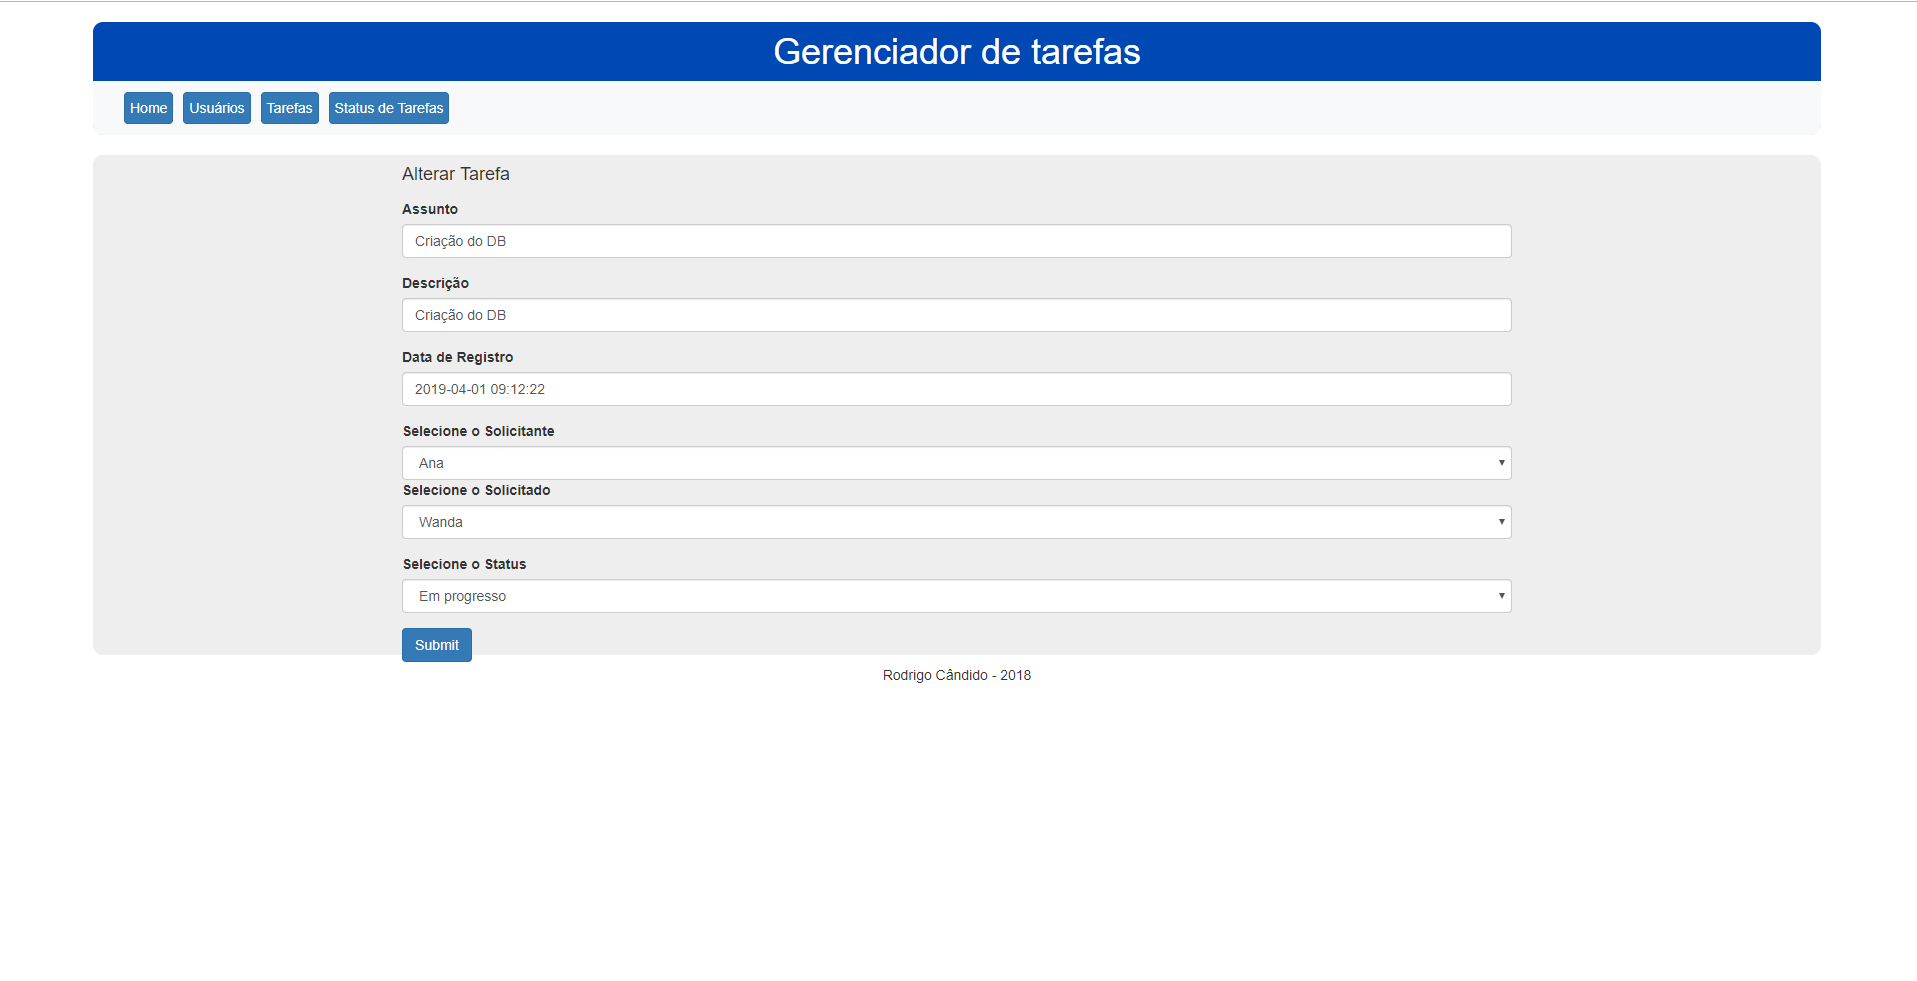 Gerenciador de tarefas
Home Usuários Tarefas Status de Tarefas
Alterar Tarefa
Assunto
Criação do DB
Descrição
Criação do DB
Data de Registro
2019-04-01 09:12:22
Selecione o Solicitante
Ana
Selecione o Solicitado
Wanda
Selecione o Status
Em progresso
Submit
Rodrigo Cândido - 2018